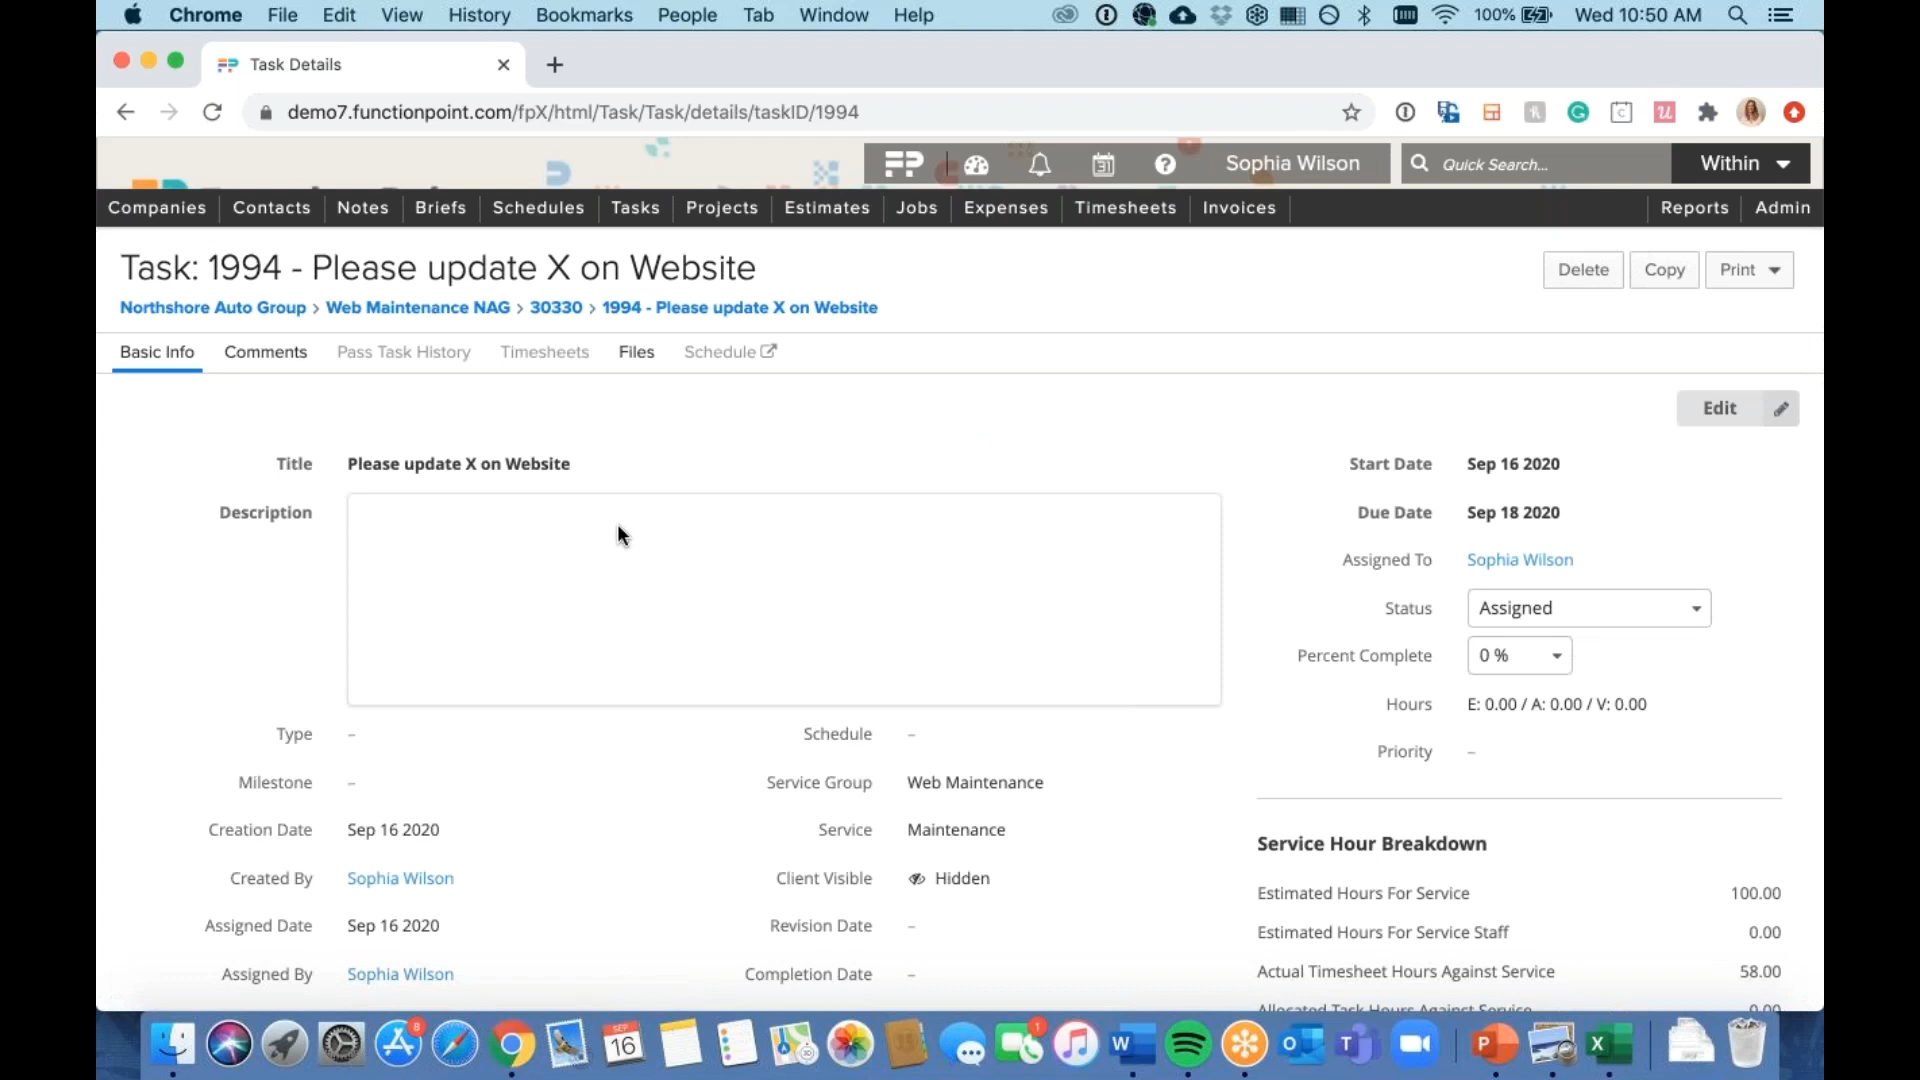 Chrome File Edit View History Bookmarks People Tab Window Help 100% Wed 10:50 AM
Task Details
demo7.functionpoint.com/fpX/html/Task/Task/details/taskID/1994
FP 31 Sophia Wilson Quick Search... Within
Companies Contacts Notes Briefs Schedules Tasks Projects Estimates Jobs Expenses Timesheets Invoices Reports Admin
Task: 1994 - Please update X on Website
Delete Copy Print
Northshore Auto Group > Web Maintenance NAG > 30330 > 1994 - Please update X on Website
Basic Info Comments Pass Task History Timesheets Files Schedule
Edit
Title Please update X on Website Start Date Sep 16 2020
Description Due Date Sep 18 2020
Assigned To Sophia Wilson
Status Assigned
Percent Complete 0 %
Hours E: 0.00 / A: 0.00 / V: 0.00
Type – Schedule –
Priority –
Milestone – Service Group Web Maintenance
Creation Date Sep 16 2020 Service Maintenance
Service Hour Breakdown
Created By Sophia Wilson Client Visible Hidden
Estimated Hours For Service 100.00
Assigned Date Sep 16 2020 Revision Date –
Estimated Hours For Service Staff 0.00
Assigned By Sophia Wilson Completion Date –
Actual Timesheet Hours Against Service 58.00
Allocated Task Hours Against Service 0.00
8 SEP 16 1 W O T P X